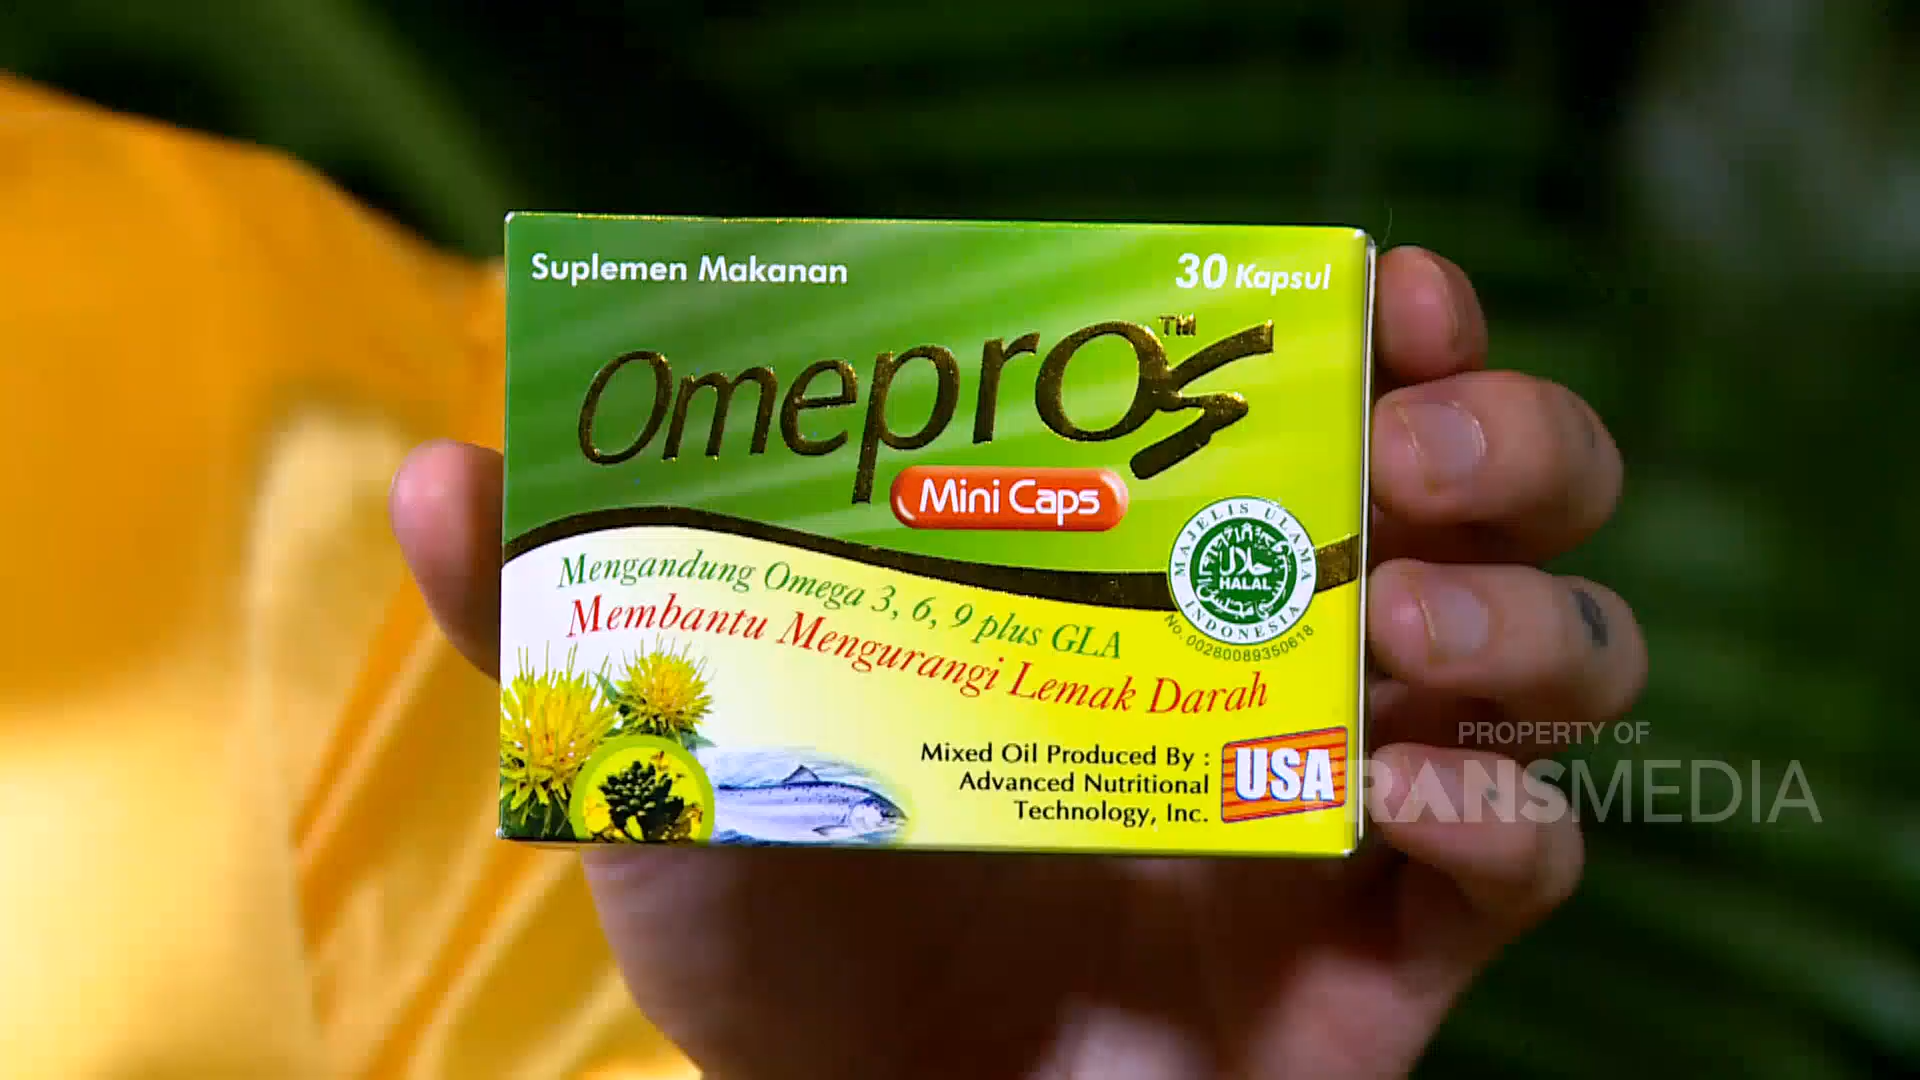 Suplemen Makanan
30 Kapsul
Omepros™
Mini Caps
MAJELIS ULAMA
حلال
HALAL
INDONESIA
No. 00280089350618
Mengandung Omega 3, 6, 9 plus GLA
Membantu Mengurangi Lemak Darah
Mixed Oil Produced By :
Advanced Nutritional
Technology, Inc.
USA
PROPERTY OF
TRANSMEDIA